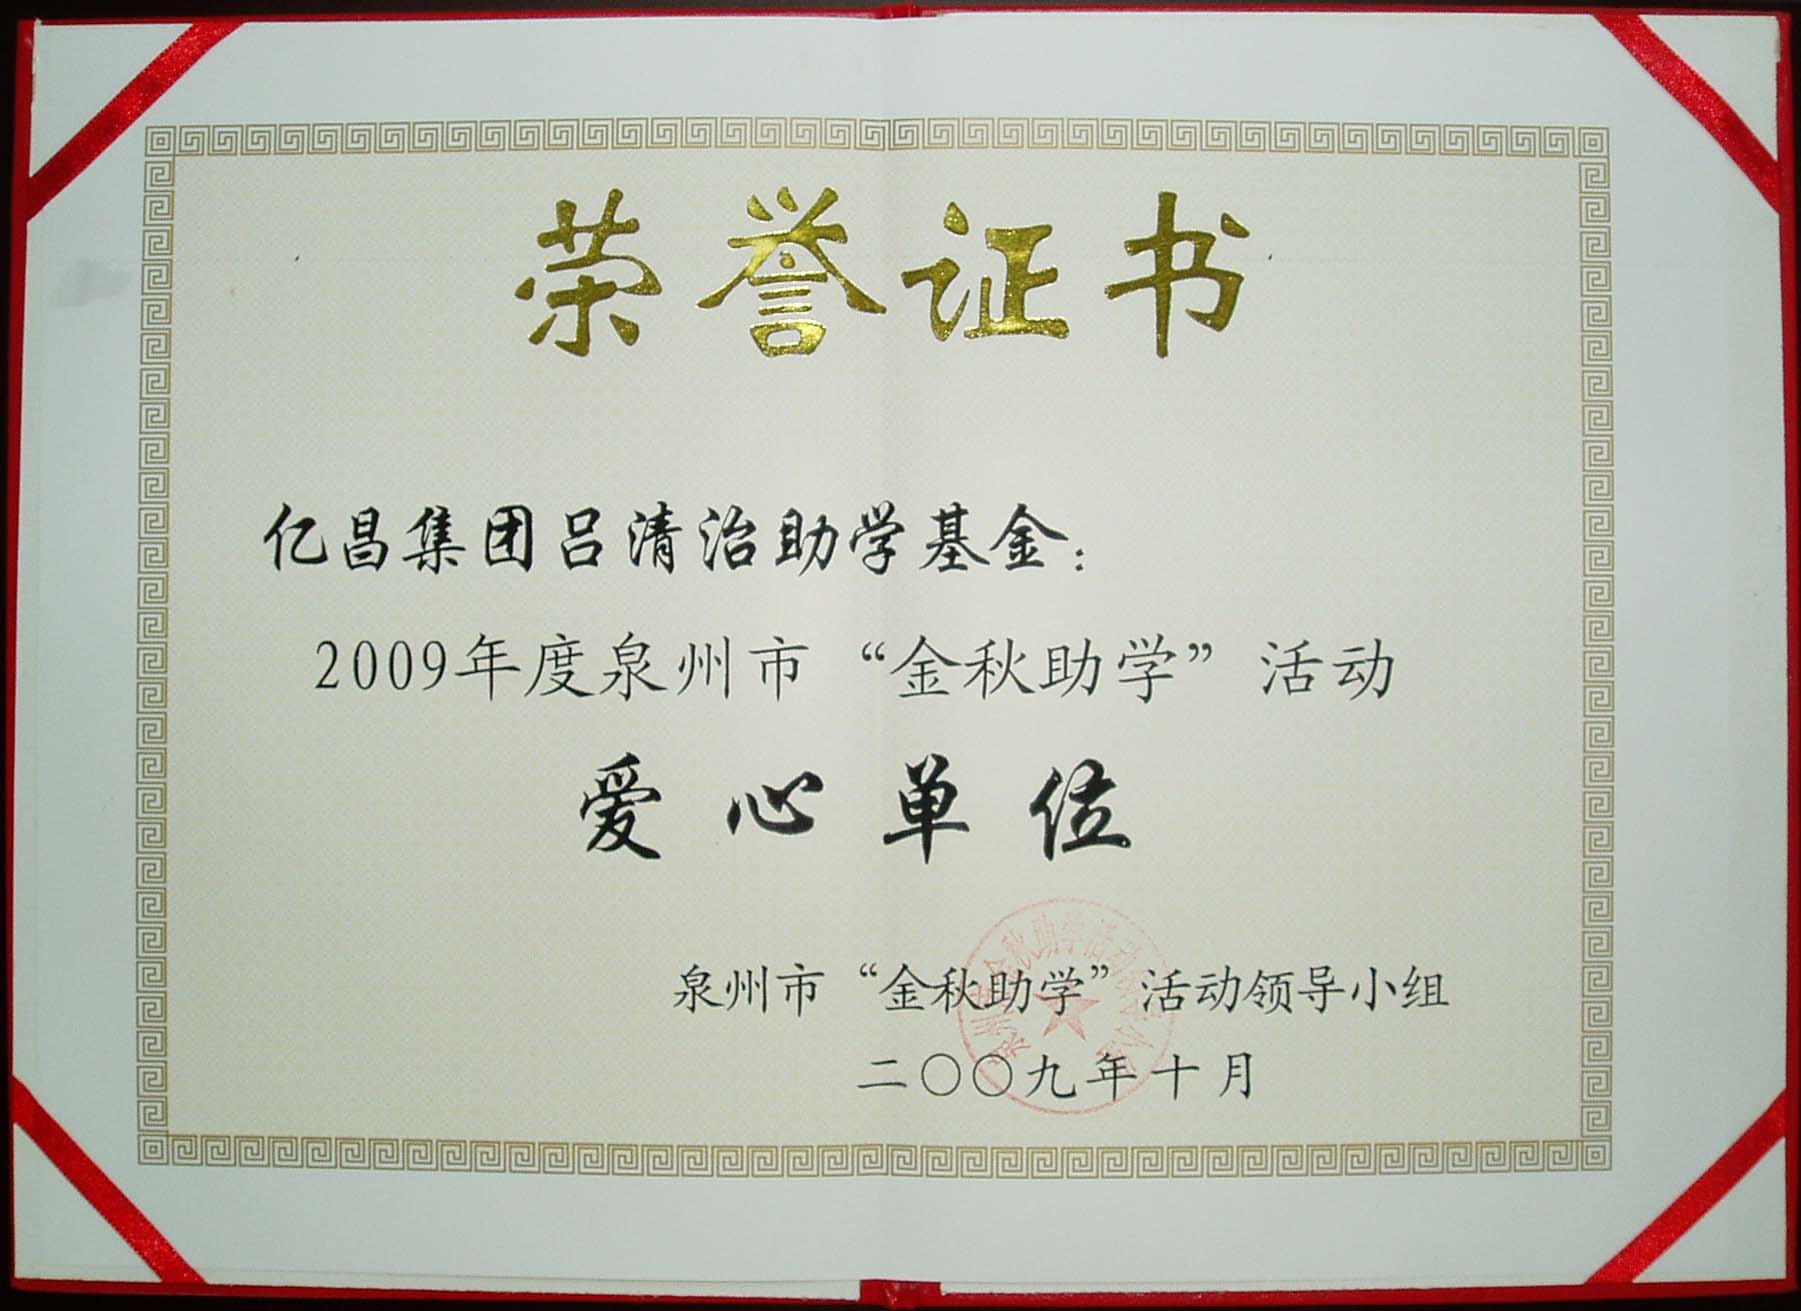 荣誉证书
亿昌集团吕清治助学基金：
2009年度泉州市“金秋助学”活动
爱心单位
泉州市“金秋助学”活动领导小组
二〇〇九年十月